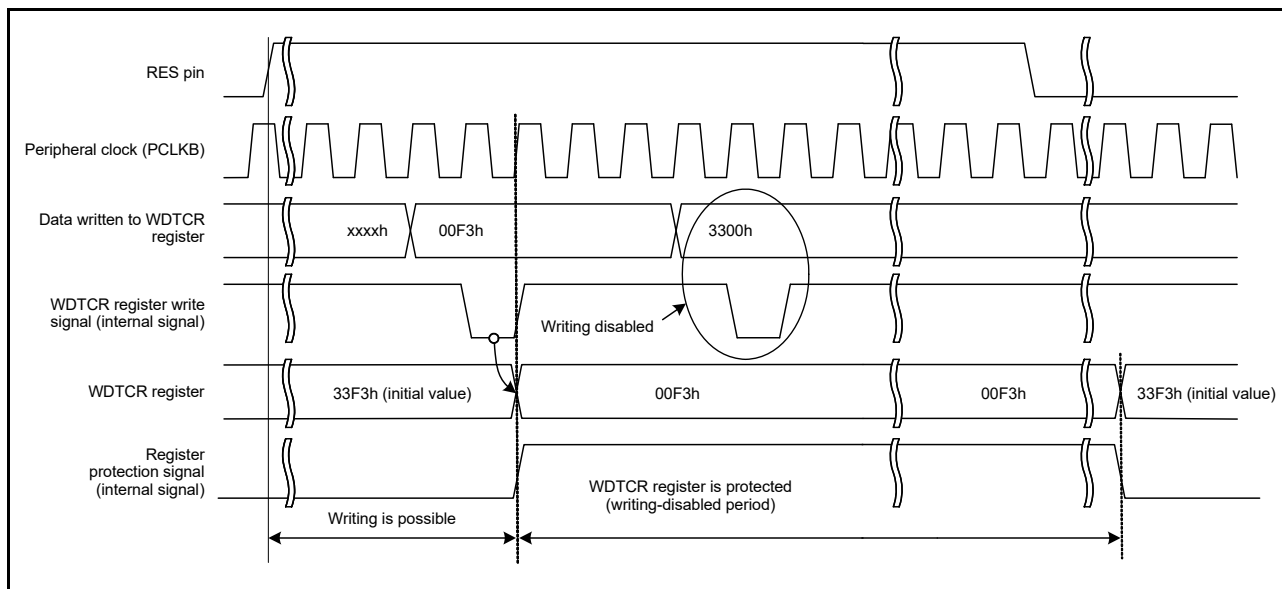 RES pin
Peripheral clock (PCLKB)
Data written to WDTCR
register
xxxxh
00F3h
3300h
WDTCR register write
signal (internal signal)
Writing disabled
WDTCR register
33F3h (initial value)
00F3h
00F3h
33F3h (initial value)
Register
protection signal
(internal signal)
WDTCR register is protected
(writing-disabled period)
Writing is possible